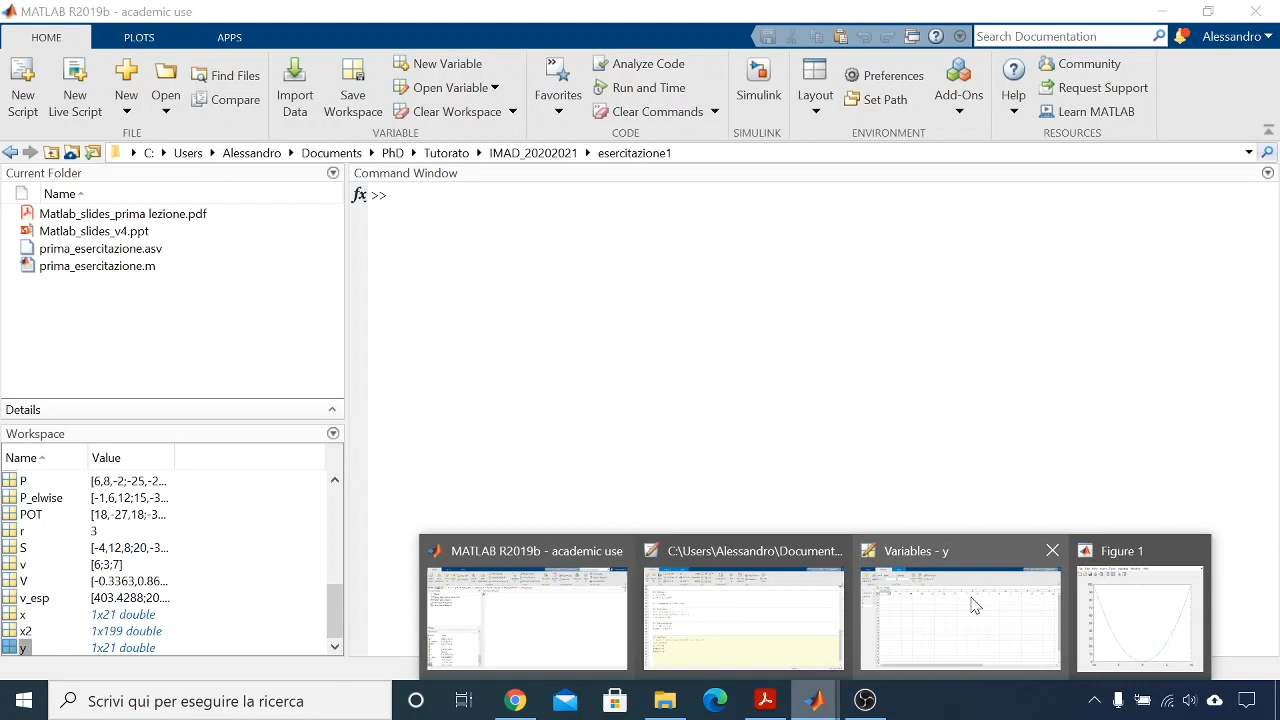 MATLAB R2019b - academic use
HOME PLOTS APPS
Search Documentation Alessandro
New Script
New Live Script
New
Open
Find Files
Compare
FILE
Import Data
Save Workspace
New Variable
Open Variable
Clear Workspace
VARIABLE
Favorites
Analyze Code
Run and Time
Clear Commands
CODE
Simulink
SIMULINK
Layout
Preferences
Set Path
Add-Ons
ENVIRONMENT
Help
Community
Request Support
Learn MATLAB
RESOURCES
C: Users Alessandro Documents PhD Tutorato IMAD_20202021 esercitazione1
Current Folder
Name
Matlab_slides_prima lezione.pdf
Matlab_slides_v4.ppt
prima_esercitazione.asv
prima_esercitazione.m
Details
Command Window
fx >>
Workspace
Name Value
P [6,8,-2;-25,-2...
P_elwise [-1,6,12;15,-3...
POT [18,-27,18;-3...
r 3
S [-4,12,8;20,-3...
v [6;3;7]
V [-0.3363,0.86...
v_esp [403.4288;20...
x 1x21 double
x2 1x199 double
y 1x21 double
MATLAB R2019b - academic use
C:\Users\Alessandro\Document...
Variables - y
Figure 1
Scrivi qui per eseguire la ricerca